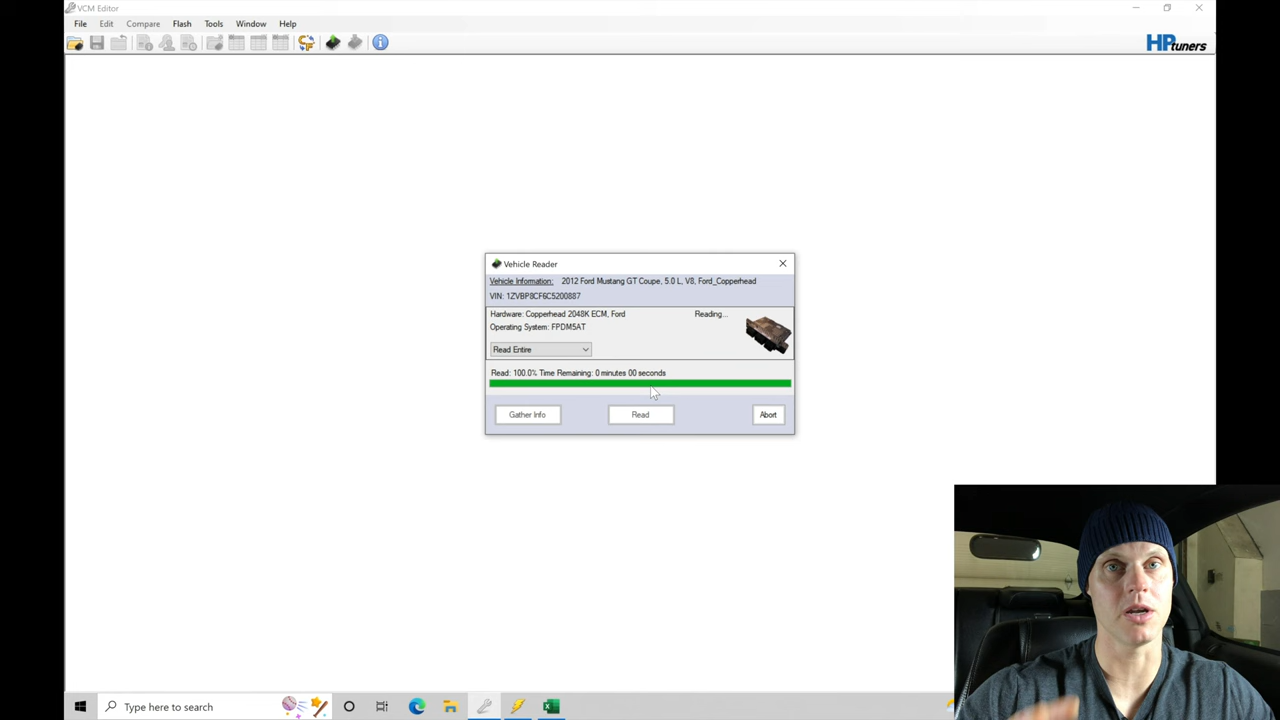 VCM Editor
File Edit Compare Flash Tools Window Help
HPtuners
Vehicle Reader
Vehicle Information: 2012 Ford Mustang GT Coupe, 5.0 L, V8, Ford_Copperhead
VIN: 1ZVBP8CF6C5200887
Hardware: Copperhead 2048K ECM, Ford Reading...
Operating System: FPDM5AT
Read Entire
Read: 100.0% Time Remaining: 0 minutes 00 seconds
Gather Info Read Abort
Type here to search